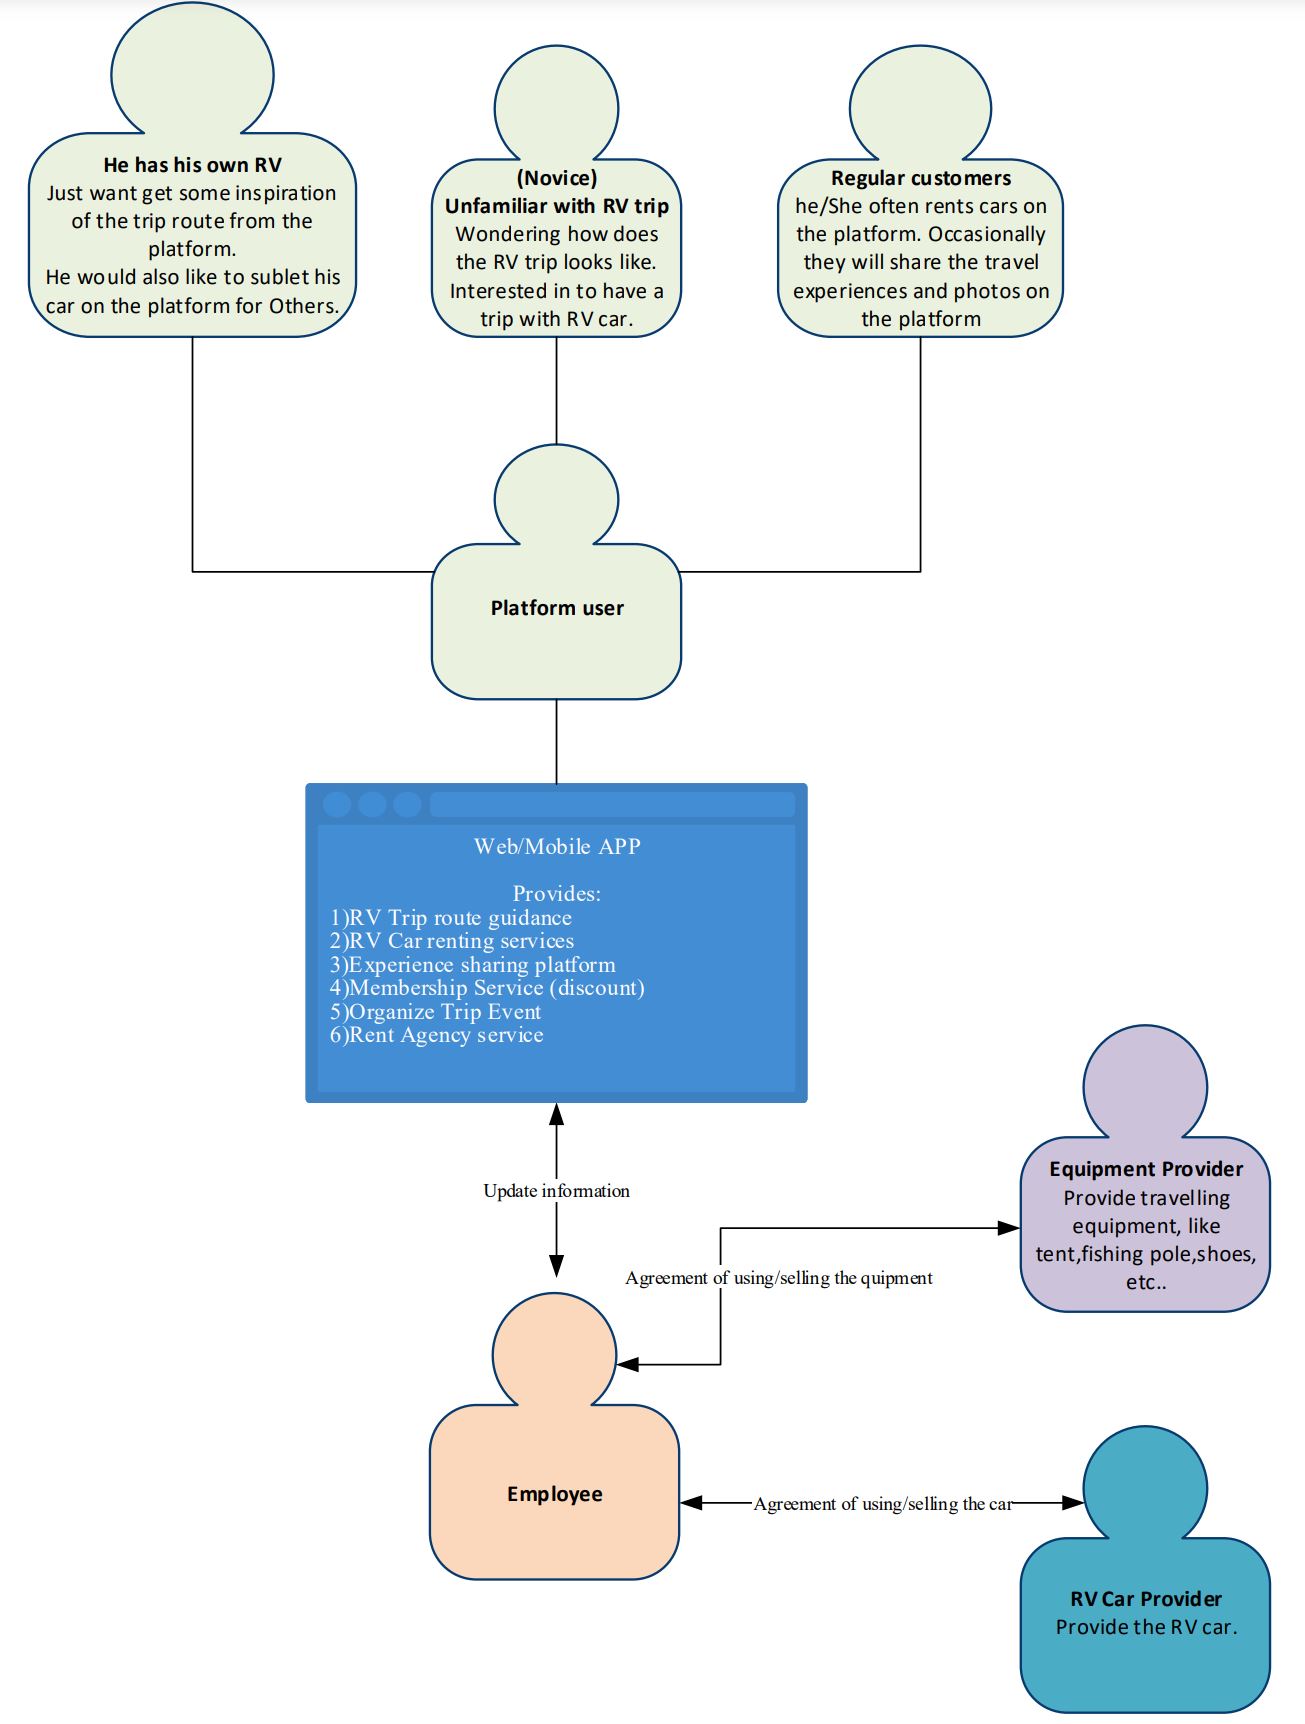 He has his own RV
Just want get some inspiration
of the trip route from the
platform.
He would also like to sublet his
car on the platform for Others.
(Novice)
Unfamiliar with RV trip
Wondering how does
the RV trip looks like.
Interested in to have a
trip with RV car.
Regular customers
he/She often rents cars on
the platform. Occasionally
they will share the travel
experiences and photos on
the platform
Platform user
Web/Mobile APP
Provides:
1)RV Trip route guidance
2)RV Car renting services
3)Experience sharing platform
4)Membership Service (discount)
5)Organize Trip Event
6)Rent Agency service
Update information
Equipment Provider
Provide travelling
equipment, like
tent,fishing pole,shoes,
etc..
Agreement of using/selling the quipment
Employee
Agreement of using/selling the car
RV Car Provider
Provide the RV car.